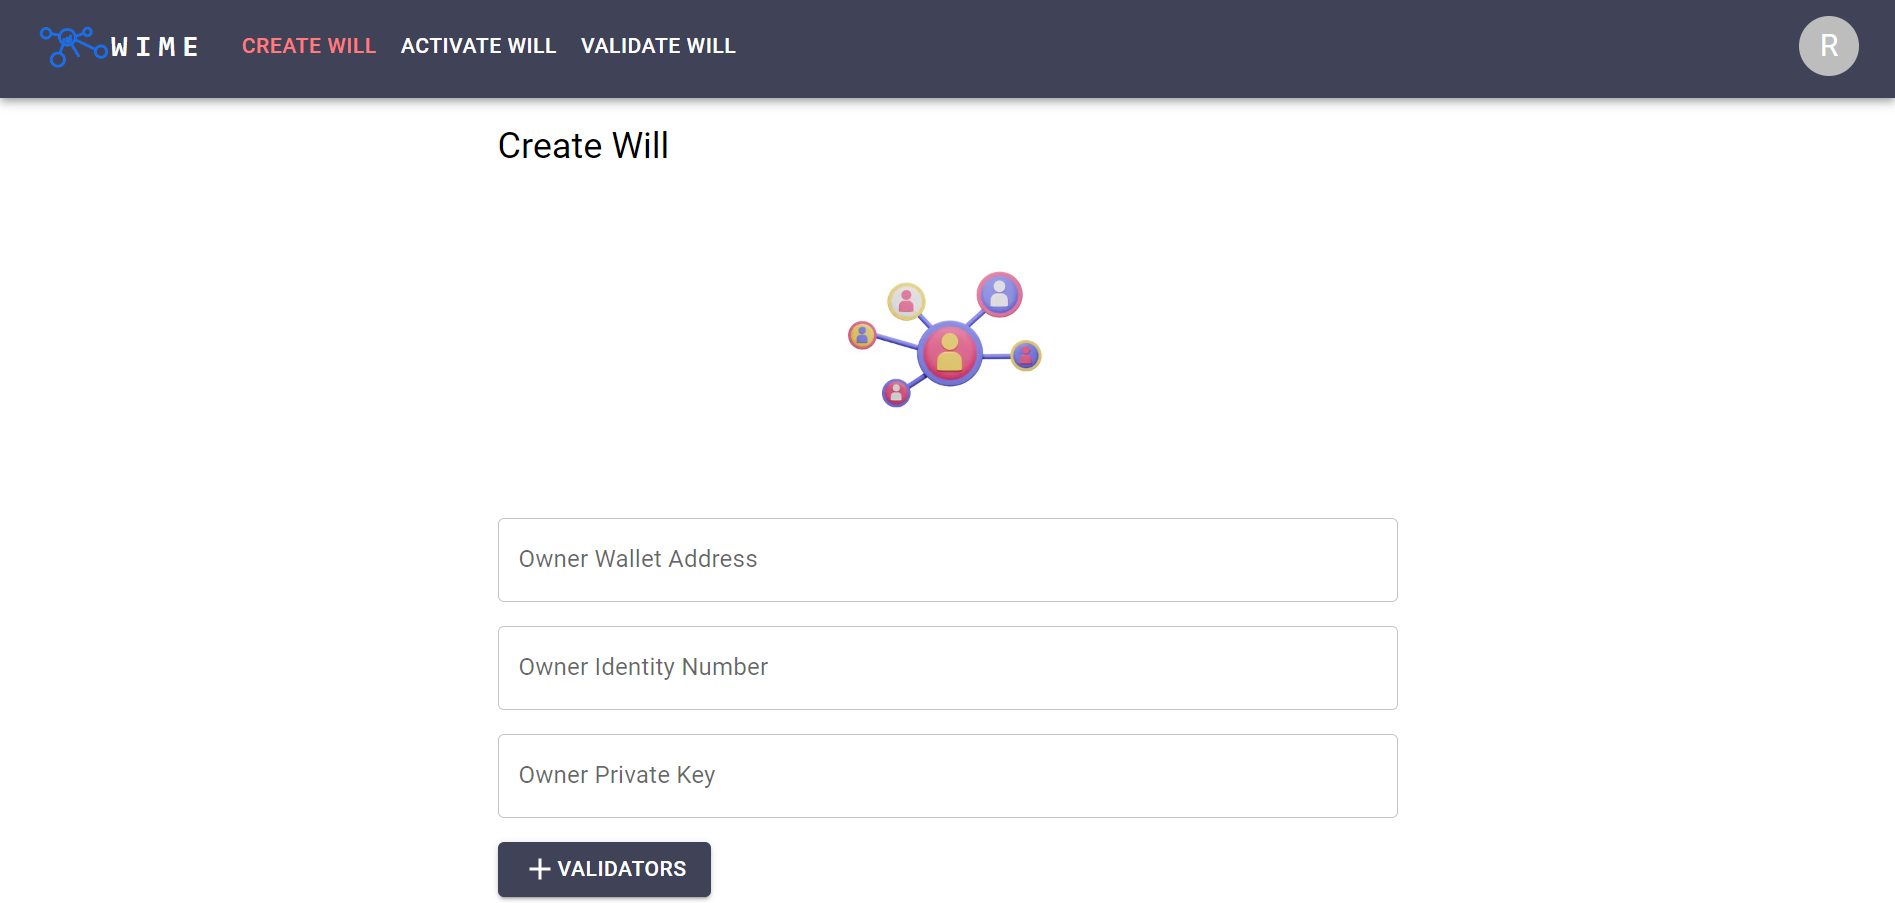 WIME CREATE WILL ACTIVATE WILL VALIDATE WILL R
Create Will
Owner Wallet Address
Owner Identity Number
Owner Private Key
VALIDATORS